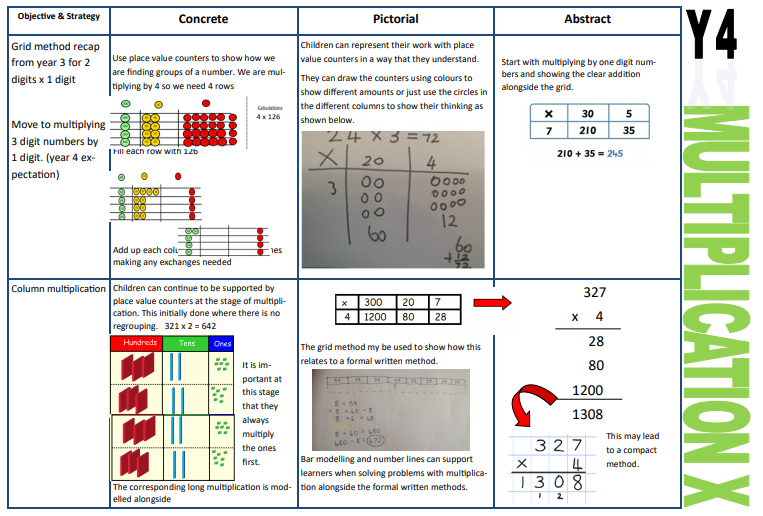 Objective & Strategy
Concrete
Pictorial
Abstract
Y4
MULTIPLICATION X
Grid method recap
from year 3 for 2
digits x 1 digit
Move to multiplying
3 digit numbers by
1 digit. (year 4 ex-
pectation)
Use place value counters to show how we
are finding groups of a number. We are mul-
tiplying by 4 so we need 4 rows
Calculations
4 x 126
Fill each row with 126
Add up each
making any exchanges needed
Children can represent their work with place
value counters in a way that they understand.
They can draw the counters using colours to
show different amounts or just use the circles in
the different columns to show their thinking as
shown below.
24 x 3 = 72
X 20 4
3
12
60
60
+12
72
Start with multiplying by one digit num-
bers and showing the clear addition
alongside the grid.
X 30 5
7 210 35
210 + 35 = 245
Column multiplication
Children can continue to be supported by
place value counters at the stage of multipli-
cation. This initially done where there is no
regrouping. 321 x 2 = 642
Hundreds Tens Ones
It is im-
portant at
this stage
that they
always
multiply
the ones
first.
The corresponding long multiplication is mod-
elled alongside
x 300 20 7
4 1200 80 28
The grid method my be used to show how this
relates to a formal written method.
8 x 60 = 480
480 - 8 = 472
Bar modelling and number lines can support
learners when solving problems with multiplica-
tion alongside the formal written methods.
327
x 4
28
80
1200
1308
This may lead
to a compact
method.
327
x 4
1308
1 2